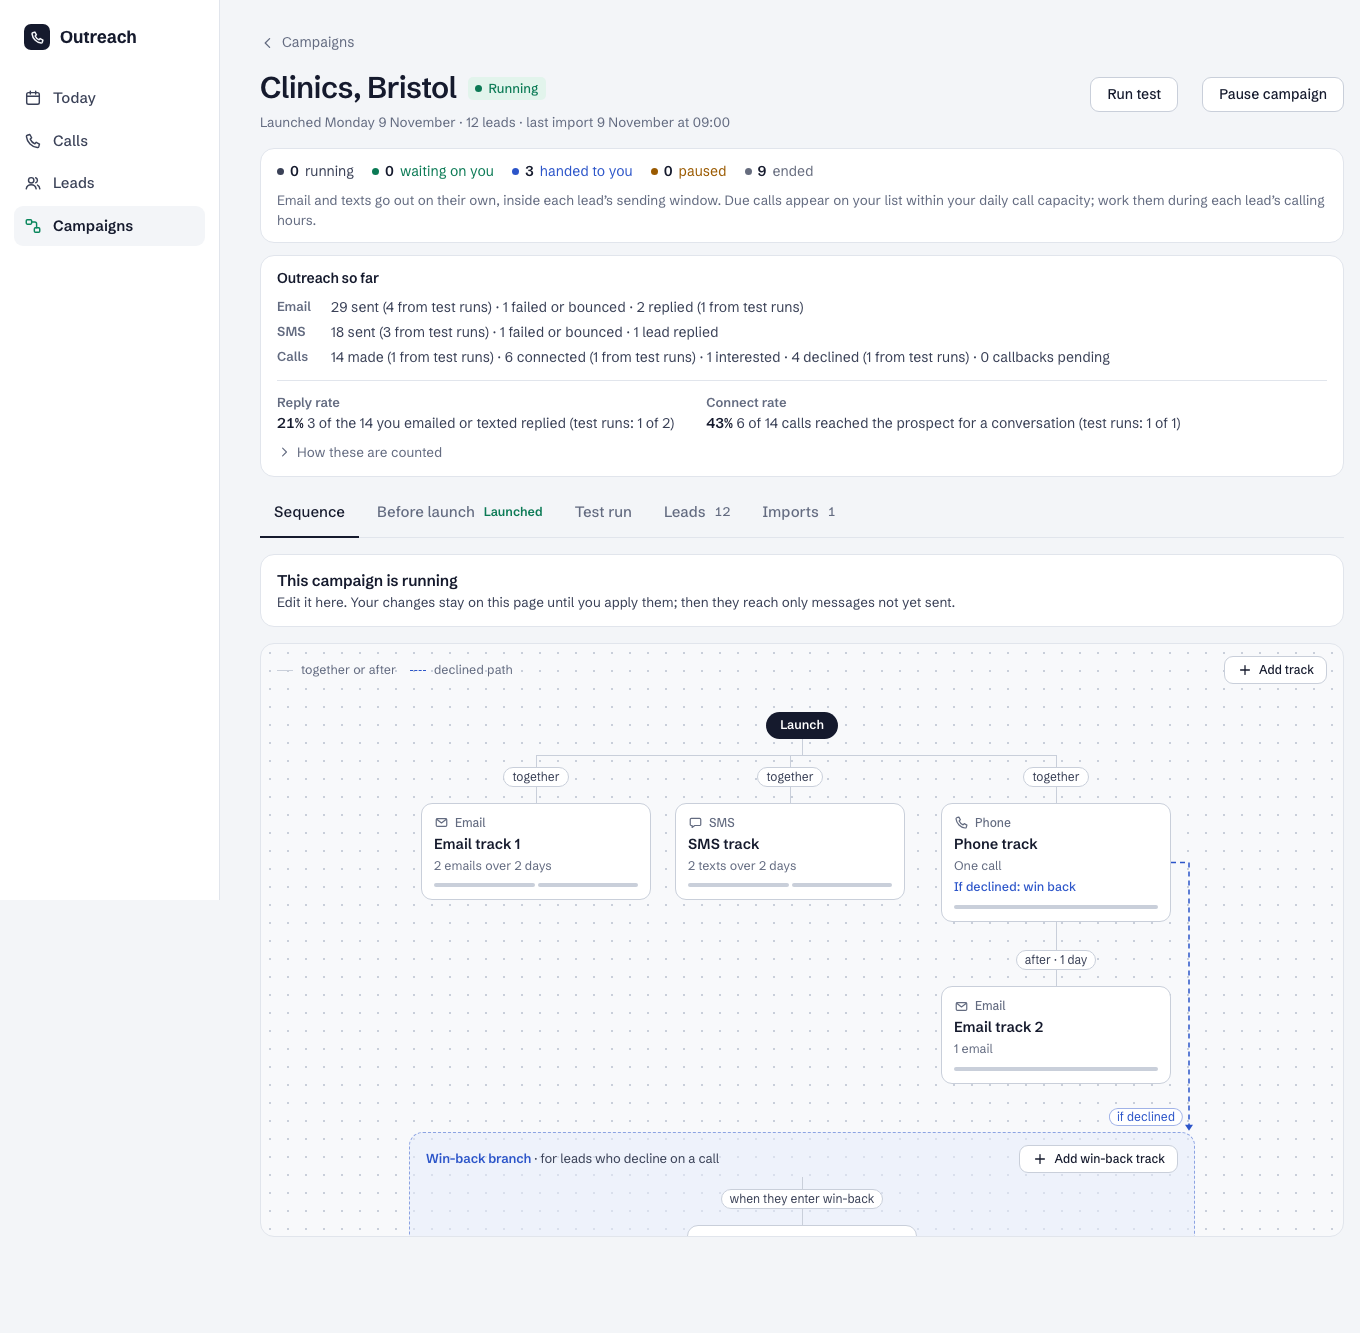 Outreach
Today
Calls
Leads
Campaigns
Campaigns
Clinics, Bristol
Running
Run test
Pause campaign
Launched Monday 9 November · 12 leads · last import 9 November at 09:00
0 running
0 waiting on you
3 handed to you
0 paused
9 ended
Email and texts go out on their own, inside each lead’s sending window. Due calls appear on your list within your daily call capacity; work them during each lead’s calling
hours.
Outreach so far
Email 29 sent (4 from test runs) · 1 failed or bounced · 2 replied (1 from test runs)
SMS 18 sent (3 from test runs) · 1 failed or bounced · 1 lead replied
Calls 14 made (1 from test runs) · 6 connected (1 from test runs) · 1 interested · 4 declined (1 from test runs) · 0 callbacks pending
Reply rate
21% 3 of the 14 you emailed or texted replied (test runs: 1 of 2)
Connect rate
43% 6 of 14 calls reached the prospect for a conversation (test runs: 1 of 1)
How these are counted
Sequence
Before launch Launched
Test run
Leads 12
Imports 1
This campaign is running
Edit it here. Your changes stay on this page until you apply them; then they reach only messages not yet sent.
together or after
declined path
Add track
Launch
together
together
together
Email
Email track 1
2 emails over 2 days
SMS
SMS track
2 texts over 2 days
Phone
Phone track
One call
If declined: win back
after · 1 day
Email
Email track 2
1 email
if declined
Win-back branch · for leads who decline on a call
Add win-back track
when they enter win-back